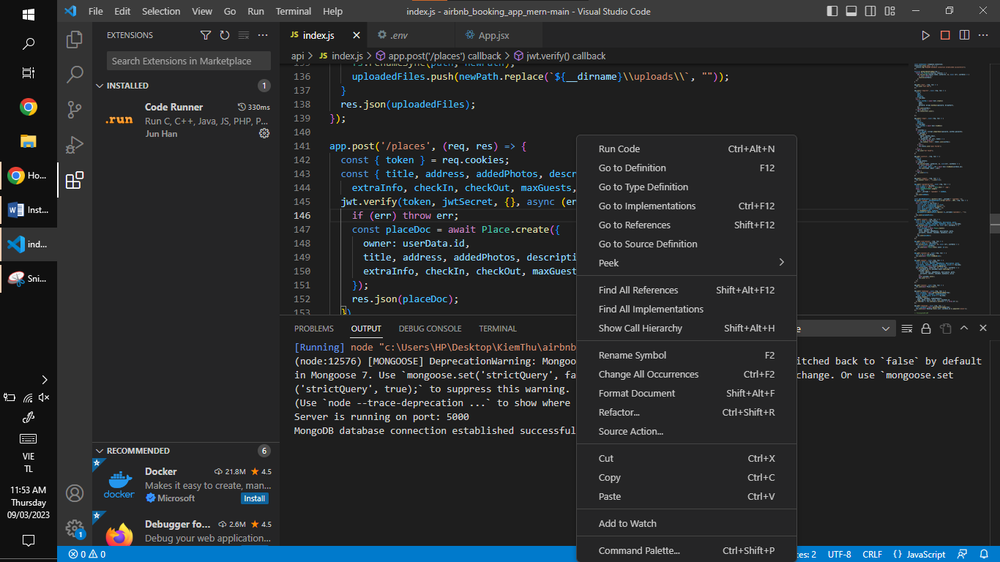 File Edit Selection View Go Run Terminal Help
index.js - airbnb_booking_app_mern-main - Visual Studio Code
Ho...
Inst...
ind...
Sni...
VIE
TL
11:53 AM
Thursday
09/03/2023
EXTENSIONS
Search Extensions in Marketplace
INSTALLED 1
Code Runner 330ms
.run
Run C, C++, Java, JS, PHP, P...
Jun Han
RECOMMENDED 6
Docker 21.8M 4.5
Makes it easy to create, man...
docker
Microsoft Install
Debugger fo... 2.6M 4.5
Debug your web application...
1
JS index.js .env App.jsx
api > JS index.js > app.post('/places') callback > jwt.verify() callback
136 uploadedFiles.push(newPath.replace(`${__dirname}\\uploads\\`, ""));
137 }
138 res.json(uploadedFiles);
139 });
140
141 app.post('/places', (req, res) => {
142 const { token } = req.cookies;
143 const { title, address, addedPhotos, descr
144 extraInfo, checkIn, checkOut, maxGuests,
145 jwt.verify(token, jwtSecret, {}, async (er
146 if (err) throw err;
147 const placeDoc = await Place.create({
148 owner: userData.id,
149 title, address, addedPhotos, descripti
150 extraInfo, checkIn, checkOut, maxGuest
151 });
152 res.json(placeDoc);
153 })
PROBLEMS OUTPUT DEBUG CONSOLE TERMINAL
[Running] node "c:\Users\HP\Desktop\KiemThu\airbnb
(node:12576) [MONGOOSE] DeprecationWarning: Mongoo itched back to `false` by default
in Mongoose 7. Use `mongoose.set('strictQuery', fa change. Or use `mongoose.set
('strictQuery', true);` to suppress this warning.
(Use `node --trace-deprecation ...` to show where
Server is running on port: 5000
MongoDB database connection established successful
Run Code Ctrl+Alt+N
Go to Definition F12
Go to Type Definition
Go to Implementations Ctrl+F12
Go to References Shift+F12
Go to Source Definition
Peek
Find All References Shift+Alt+F12
Find All Implementations
Show Call Hierarchy Shift+Alt+H
Rename Symbol F2
Change All Occurrences Ctrl+F2
Format Document Shift+Alt+F
Refactor... Ctrl+Shift+R
Source Action...
Cut Ctrl+X
Copy Ctrl+C
Paste Ctrl+V
Add to Watch
Command Palette... Ctrl+Shift+P
0 0
ces: 2 UTF-8 CRLF {} JavaScript